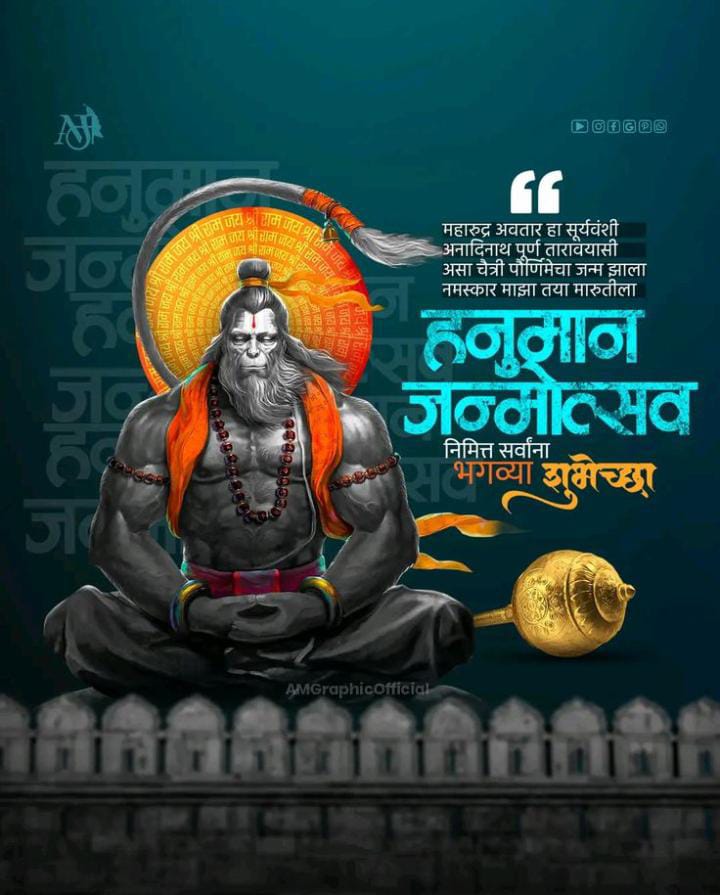 महारुद्र अवतार हा सूर्यवंशी
अनादिनाथ पुर्ण तारावयासी
असा चैत्री पौर्णिमेचा जन्म झाला
नमस्कार माझा तया मारुतीला
हनुमान
जन्मोत्सव
निमित्त सर्वांना
भगव्या शुभेच्छा
AMGraphicOfficial